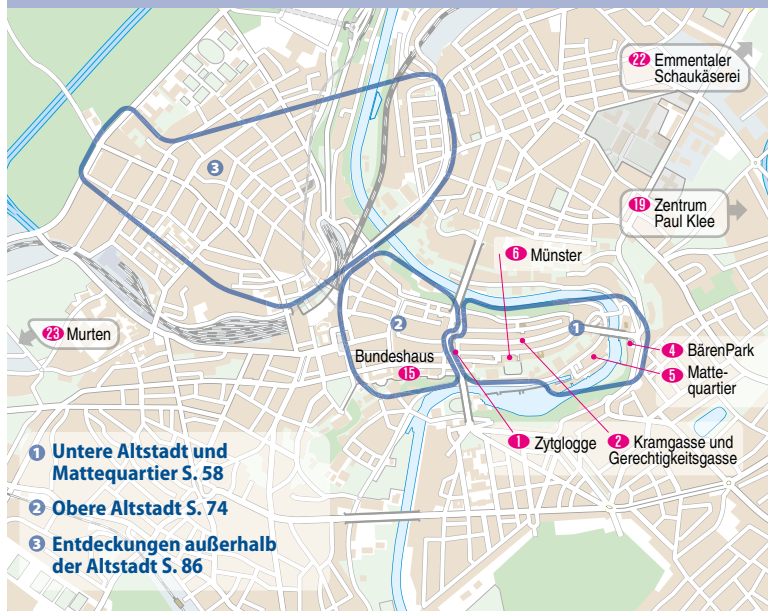 22 Emmentaler
Schaukäserei
3
19 Zentrum
Paul Klee
6 Münster
23 Murten
2
1
Bundeshaus
15
4 BärenPark
5 Matte-
quartier
1 Zytglogge
2 Kramgasse und
Gerechtigkeitsgasse
1 Untere Altstadt und
Mattequartier S. 58
2 Obere Altstadt S. 74
3 Entdeckungen außerhalb
der Altstadt S. 86